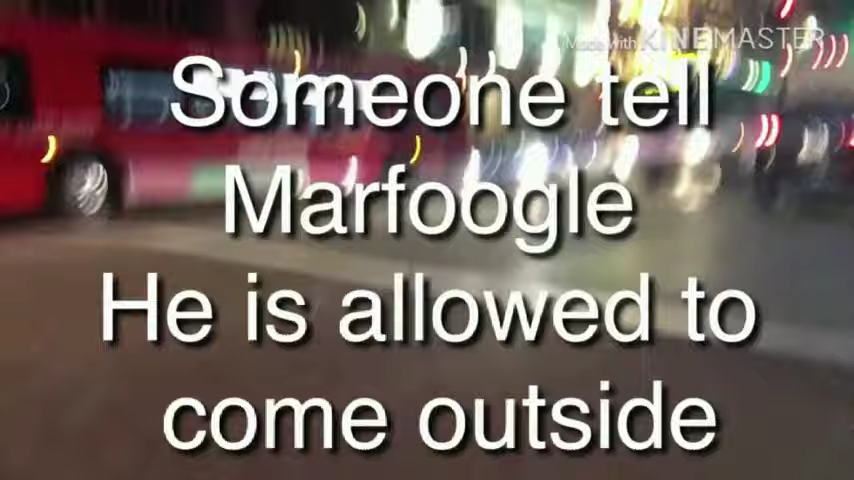 Made with KINEMASTER
Someone tell
Marfoogle
He is allowed to
come outside